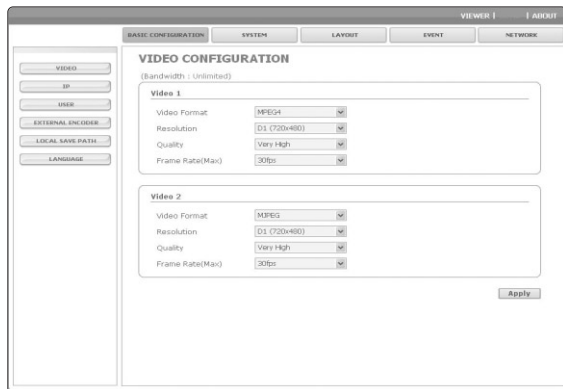 VIEWER | | ABOUT
BASIC CONFIGURATION SYSTEM LAYOUT EVENT NETWORK
VIDEO
IP
USER
EXTERNAL ENCODER
LOCAL SAVE PATH
LANGUAGE
VIDEO CONFIGURATION
(Bandwidth : Unlimited)
Video 1
Video Format MPEG4
Resolution D1 (720x480)
Quality Very High
Frame Rate(Max) 30fps
Video 2
Video Format MJPEG
Resolution D1 (720x480)
Quality Very High
Frame Rate(Max) 30fps
Apply